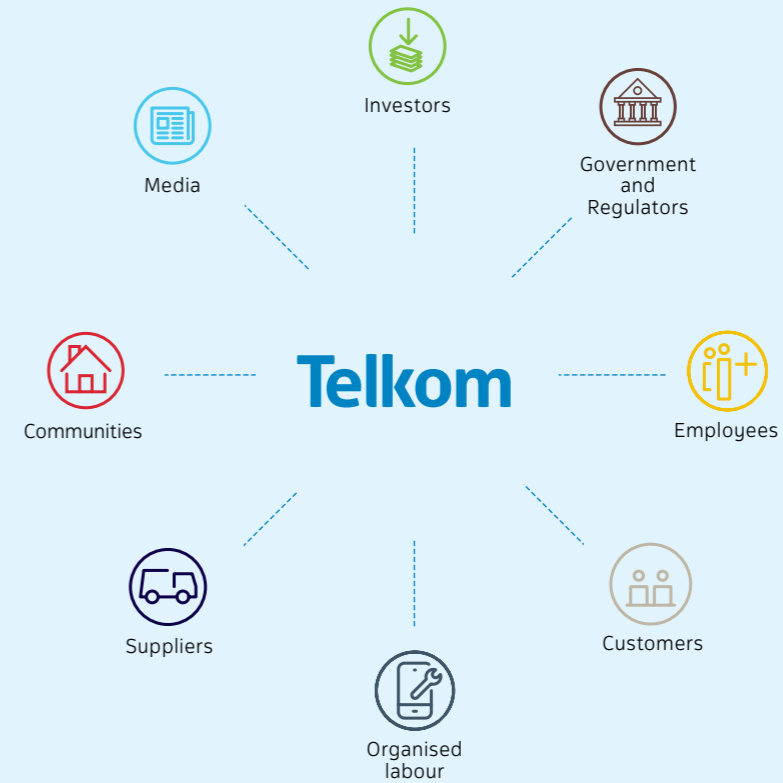 Investors
Media
Government
and
Regulators
Telkom
Communities
Employees
Suppliers
Customers
Organised
labour